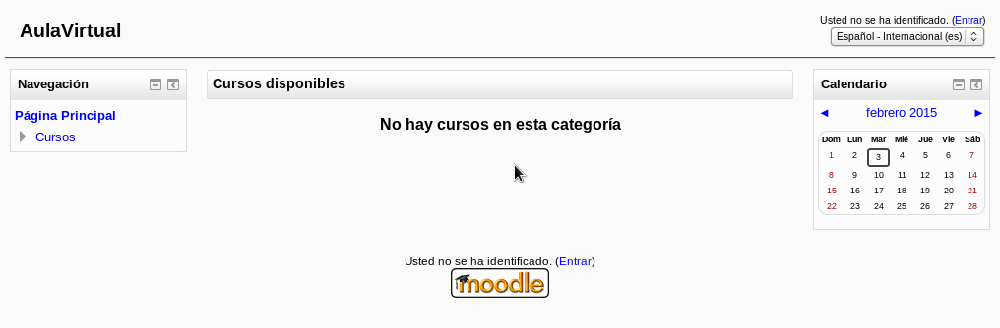 AulaVirtual
Usted no se ha identificado. (Entrar)
Español - Internacional (es)
Navegación
Página Principal
Cursos
Cursos disponibles
No hay cursos en esta categoría
Calendario
◄ febrero 2015 ►
Dom Lun Mar Mié Jue Vie Sáb
1 2 3 4 5 6 7
8 9 10 11 12 13 14
15 16 17 18 19 20 21
22 23 24 25 26 27 28
Usted no se ha identificado. (Entrar)
moodle